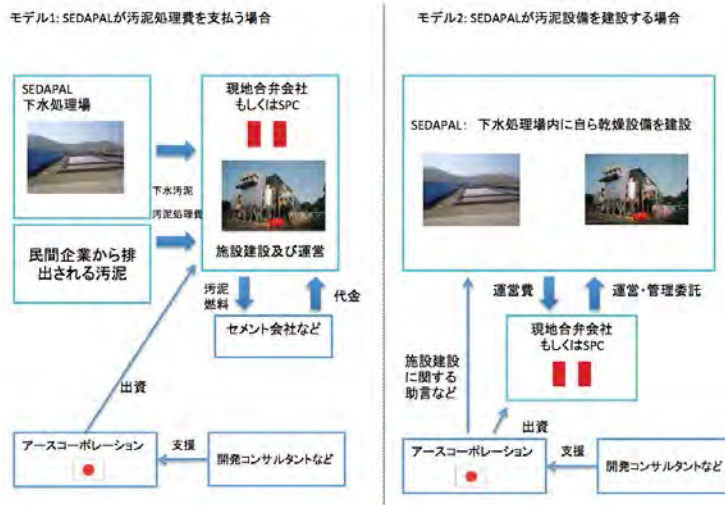 モデル1: SEDAPALが汚泥処理費を支払う場合
SEDAPAL
下水処理場
現地合弁会社
もしくはSPC
下水汚泥
汚泥処理費
民間企業から排
出される汚泥
施設建設及び運営
汚泥
燃料
代金
セメント会社など
出資
アースコーポレーション
支援
開発コンサルタントなど
モデル2: SEDAPALが汚泥設備を建設する場合
SEDAPAL: 下水処理場内に自ら乾燥設備を建設
運営費
運営・管理委託
現地合弁会社
もしくはSPC
施設建設
に関する
助言など
出資
アースコーポレーション
支援
開発コンサルタントなど